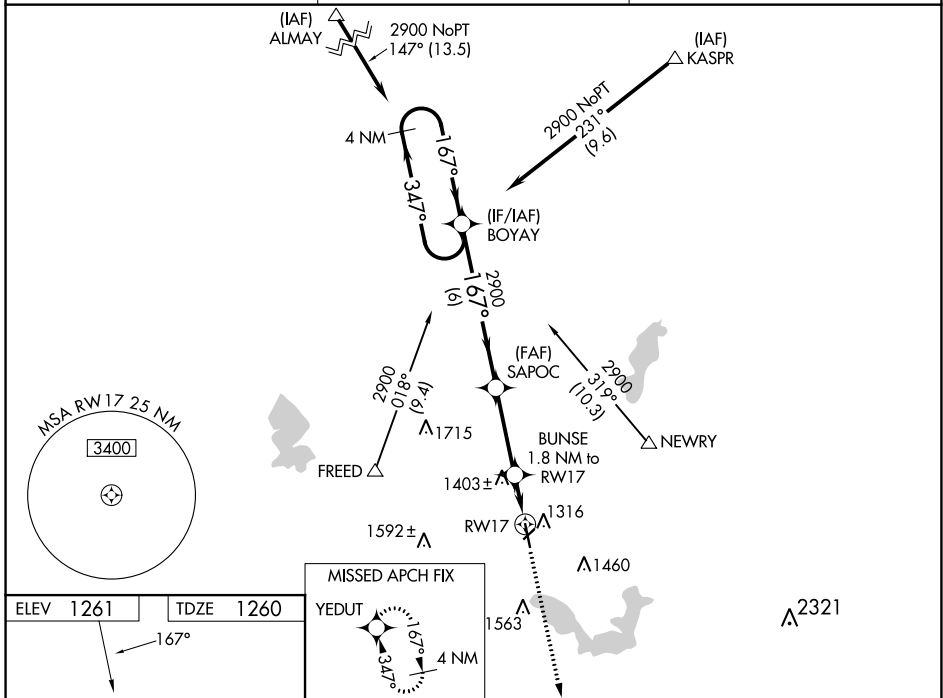 (IAF)
ALMAY
2900 NoPT
147° (13.5)
(IAF)
KASPR
2900 NoPT
231°
(9.6)
4 NM
167°
347°
(IF/IAF)
BOYAY
2900
167°
(6)
(FAF)
SAPOC
2900
018°
(9.4)
2900
319°
(10.3)
MSA RW 17 25 NM
3400
1715
FREED
NEWRY
BUNSE
1.8 NM to
RW17
1403±
RW17
1316
1592±
1460
MISSED APCH FIX
YEDUT
167°
347°
4 NM
1563
2321
ELEV 1261
TDZE 1260
167°